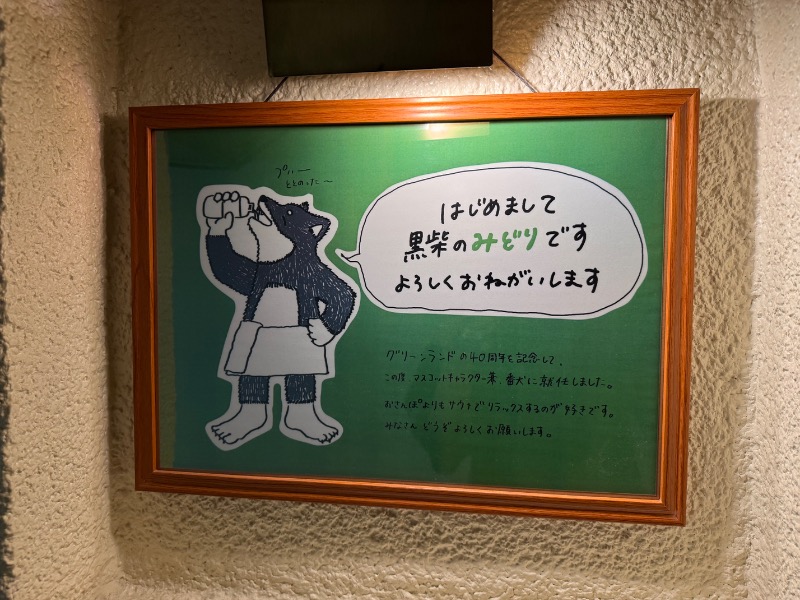 プハー
ととのった〜
はじめまして
黒柴のみどりです
よろしくおねがいします
グリーンランドの40周年を記念して、
この度、マスコットキャラクター兼、番犬に就任しました。
おさんぽよりもサウナでリラックスするのが好きです。
みなさん どうぞよろしくお願いします。